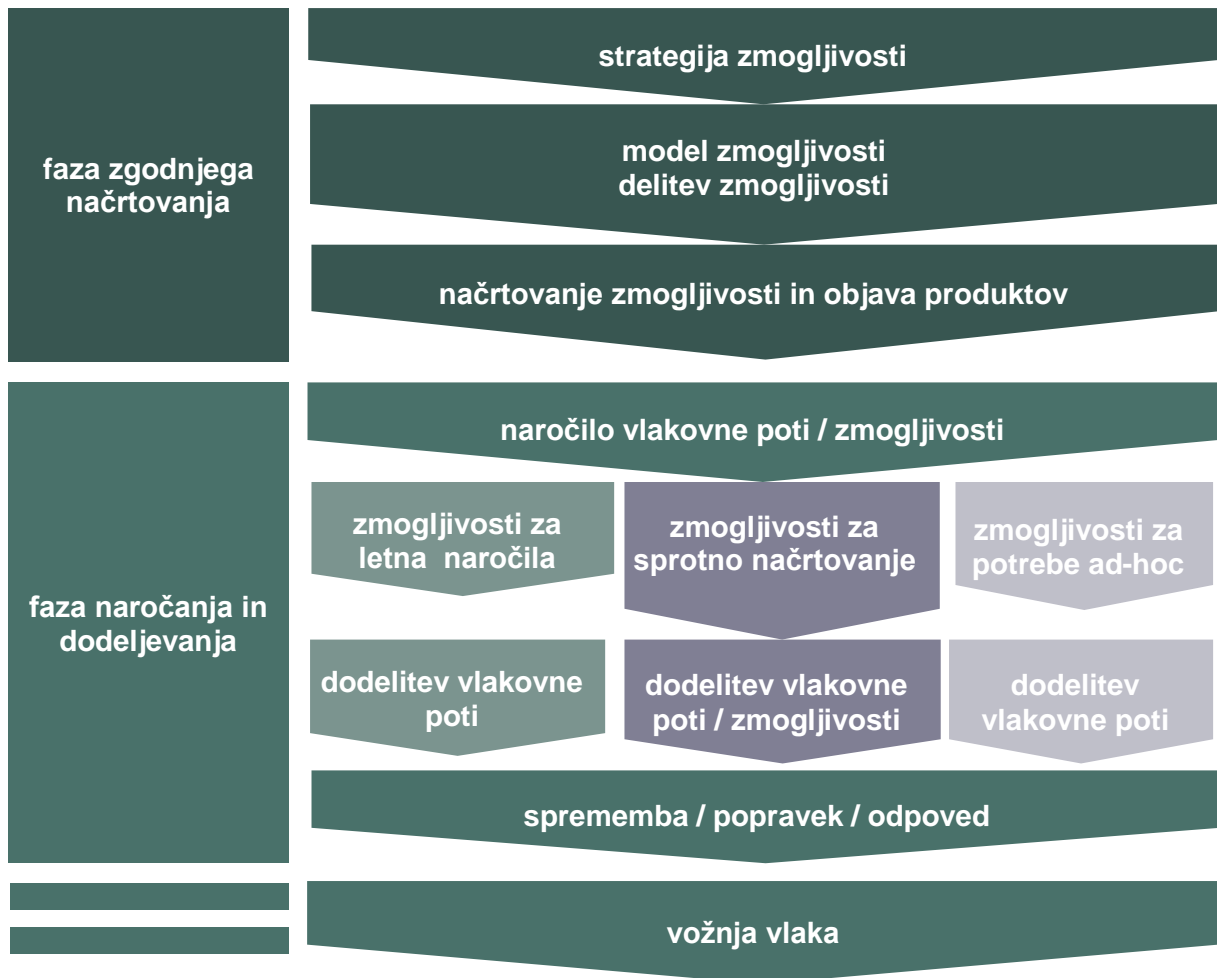 strategija zmogljivosti
faza zgodnjega
načrtovanja
model zmogljivosti
delitev zmogljivosti
načrtovanje zmogljivosti in objava produktov
faza naročanja in
dodeljevanja
naročilo vlakovne poti / zmogljivosti
zmogljivosti za
letna naročila
zmogljivosti za
sprotno načrtovanje
zmogljivosti za
potrebe ad-hoc
dodelitev vlakovne
poti
dodelitev vlakovne
poti / zmogljivosti
dodelitev
vlakovne poti
sprememba / popravek / odpoved
vožnja vlaka